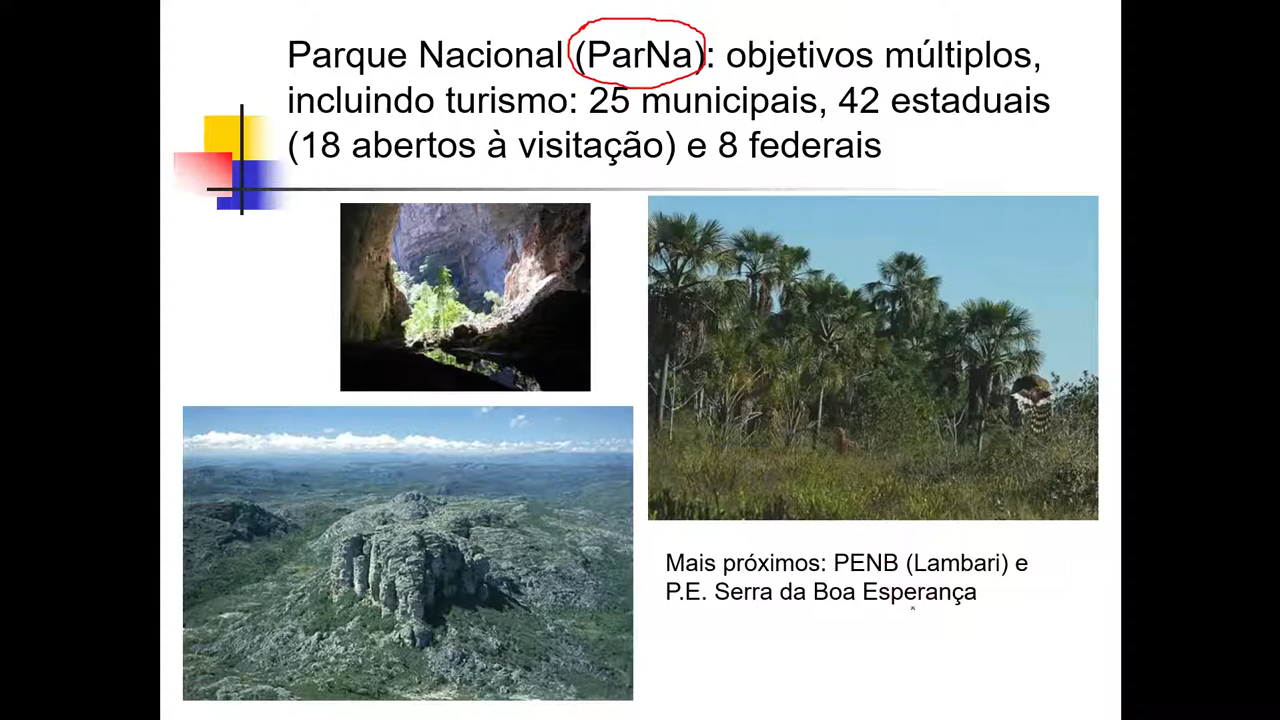 Parque Nacional (ParNa): objetivos múltiplos,
incluindo turismo: 25 municipais, 42 estaduais
(18 abertos à visitação) e 8 federais
Mais próximos: PENB (Lambari) e
P.E. Serra da Boa Esperança